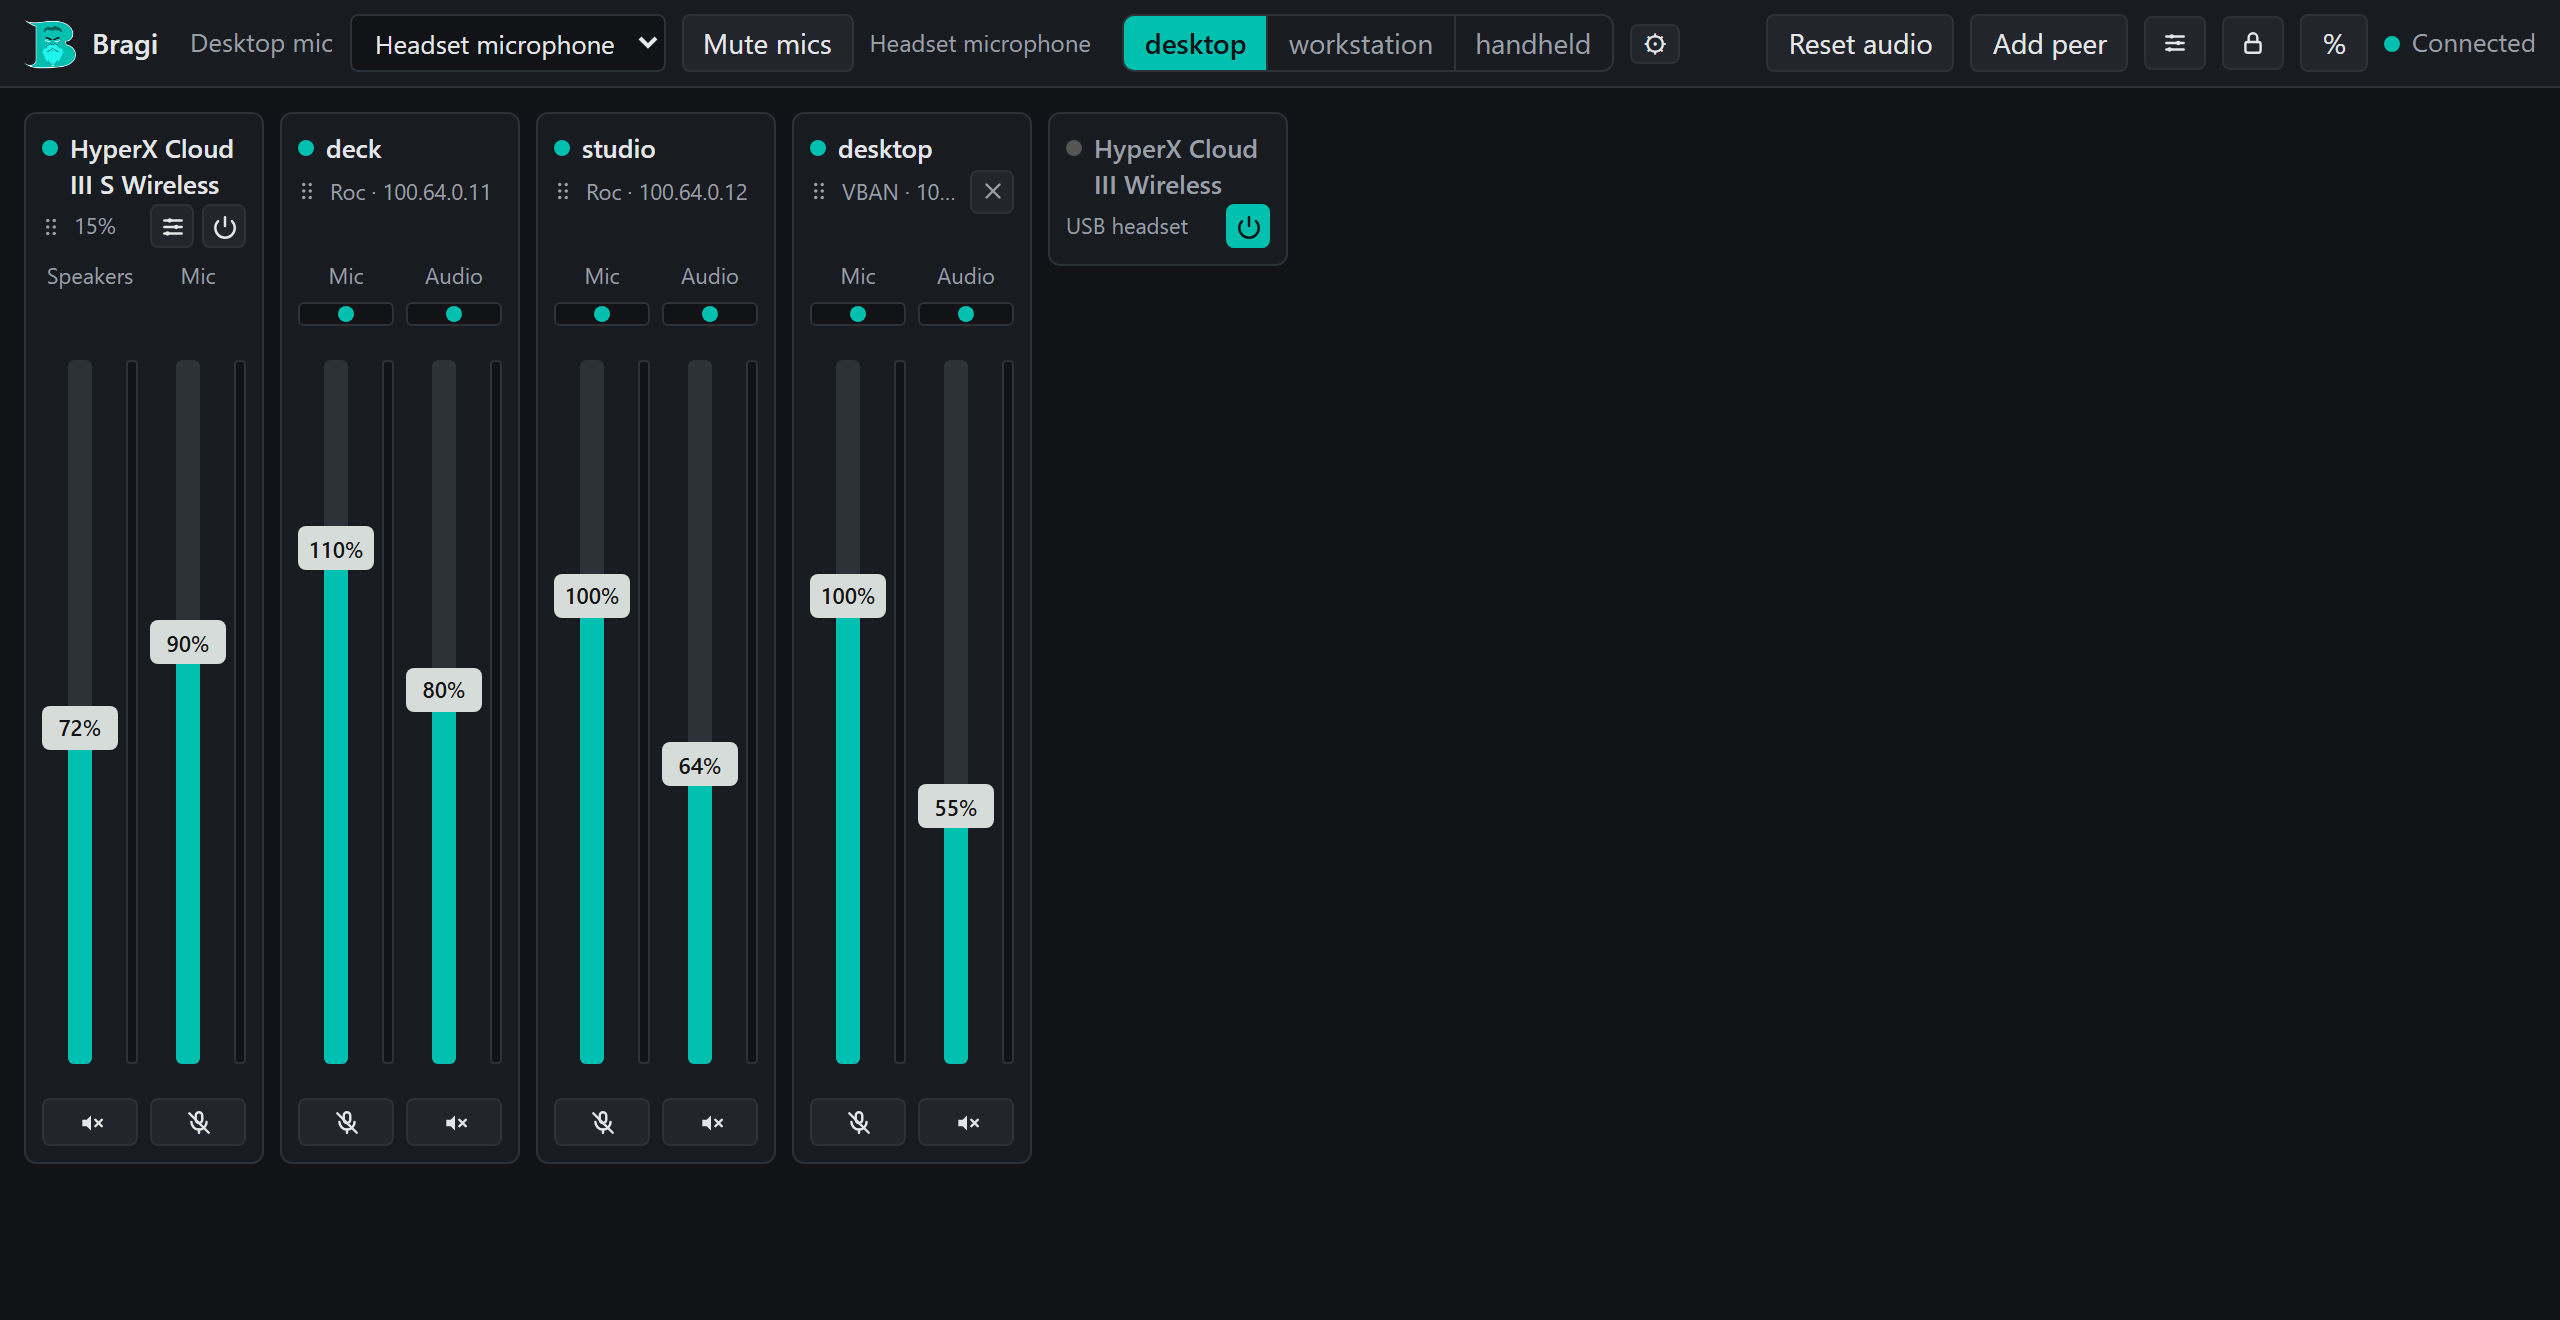 Bragi
Desktop mic
Headset microphone
Mute mics
Headset microphone
desktop
workstation
handheld
Reset audio
Add peer
%
Connected
HyperX Cloud
III S Wireless
15%
Speakers
Mic
72%
90%
deck
Roc · 100.64.0.11
Mic
Audio
110%
80%
studio
Roc · 100.64.0.12
Mic
Audio
100%
64%
desktop
VBAN · 10...
Mic
Audio
100%
55%
HyperX Cloud
III Wireless
USB headset